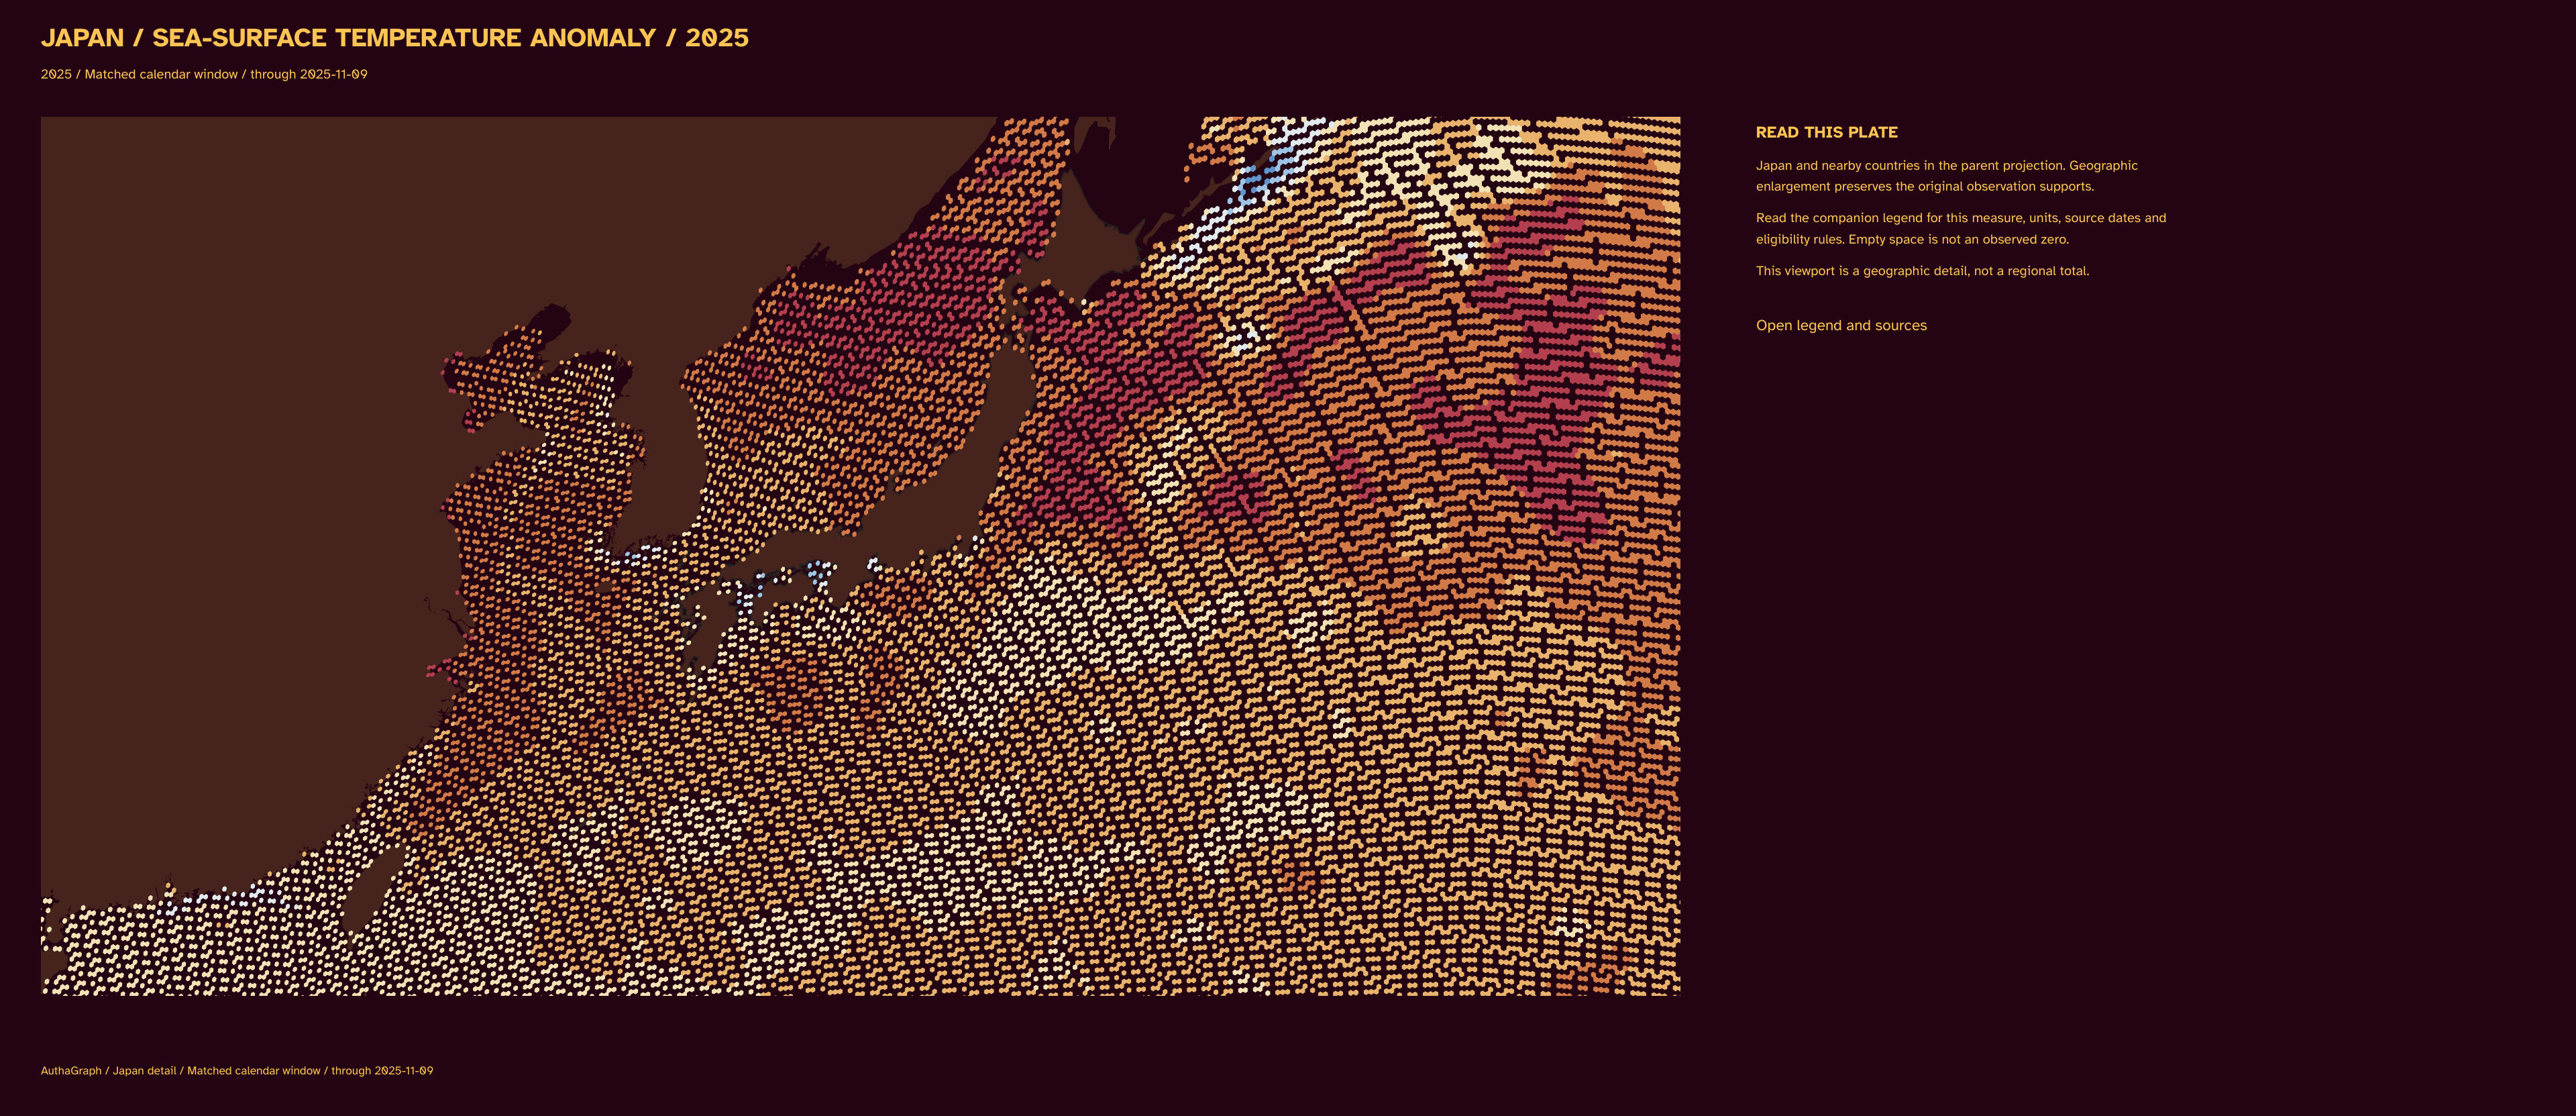 JAPAN / SEA-SURFACE TEMPERATURE ANOMALY / 2025
2025 / Matched calendar window / through 2025-11-09
READ THIS PLATE
Japan and nearby countries in the parent projection. Geographic
enlargement preserves the original observation supports.
Read the companion legend for this measure, units, source dates and
eligibility rules. Empty space is not an observed zero.
This viewport is a geographic detail, not a regional total.
Open legend and sources
AuthaGraph / Japan detail / Matched calendar window / through 2025-11-09